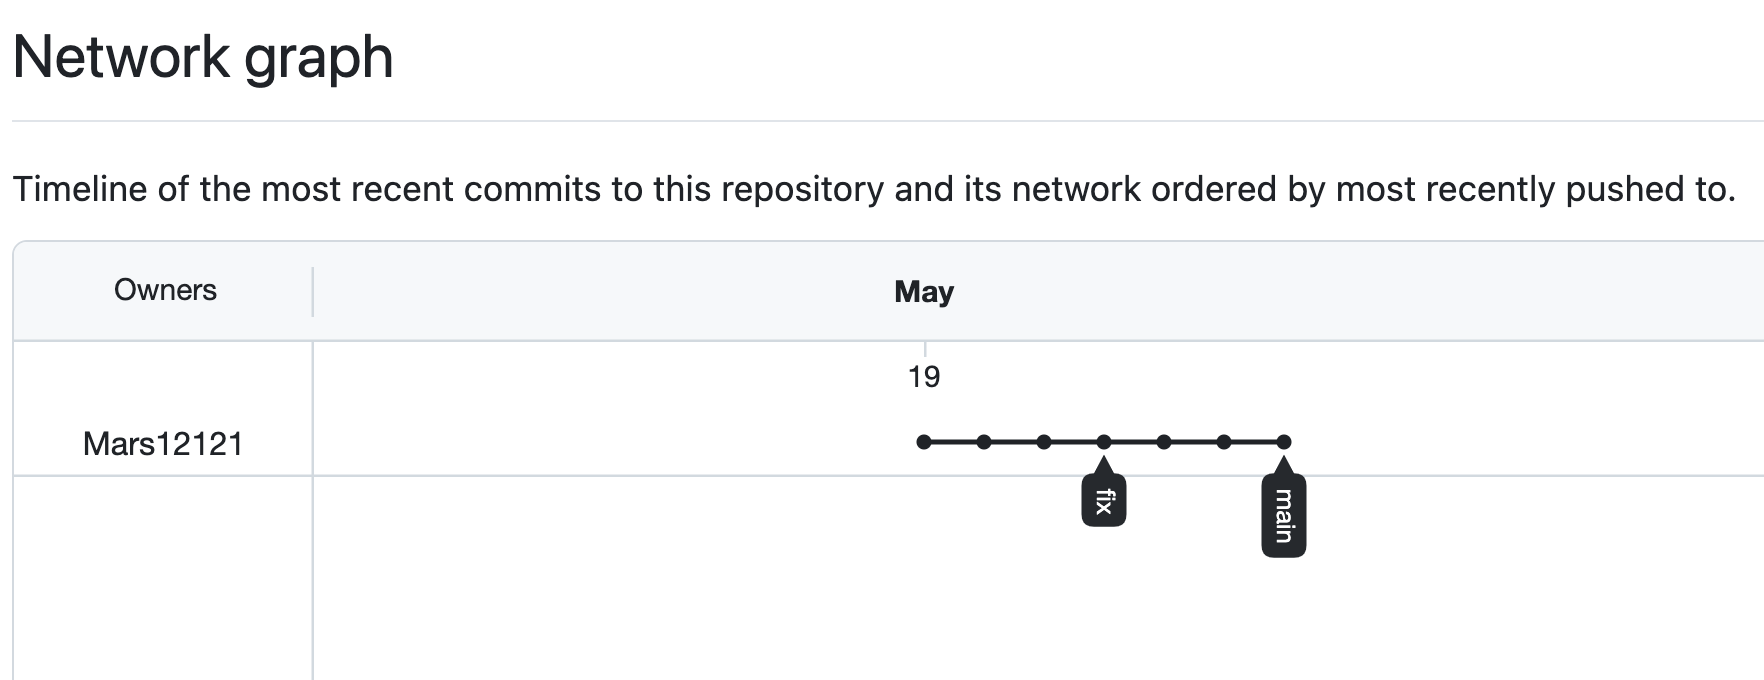 Network graph
Timeline of the most recent commits to this repository and its network ordered by most recently pushed to.
Owners
May
19
Mars12121
fix
main